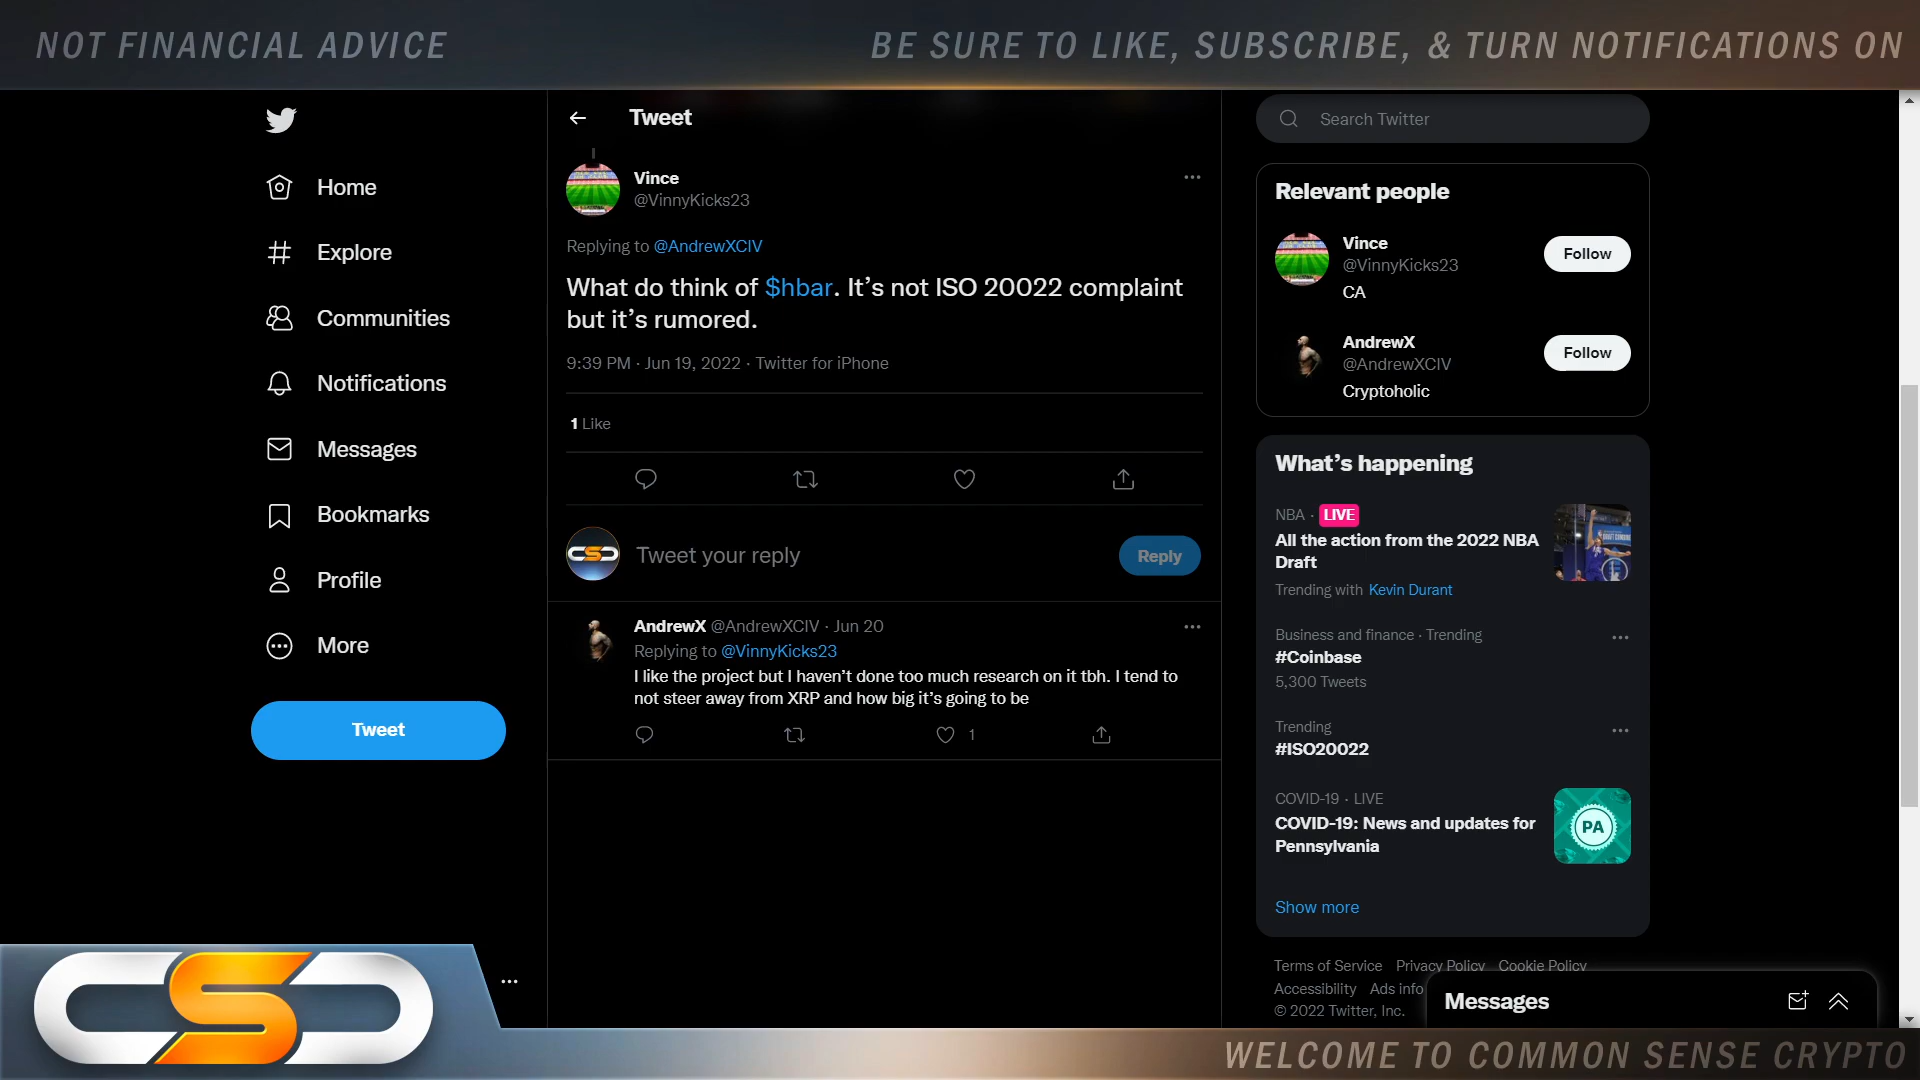 NOT FINANCIAL ADVICE
BE SURE TO LIKE, SUBSCRIBE, & TURN NOTIFICATIONS ON
Home
Explore
Communities
Notifications
Messages
Bookmarks
Profile
More
Tweet
Tweet
Vince
@VinnyKicks23
Replying to @AndrewXCIV
What do think of $hbar. It’s not ISO 20022 complaint
but it’s rumored.
9:39 PM · Jun 19, 2022 · Twitter for iPhone
1 Like
CSC
Tweet your reply
Reply
AndrewX @AndrewXCIV · Jun 20
Replying to @VinnyKicks23
I like the project but I haven’t done too much research on it tbh. I tend to
not steer away from XRP and how big it’s going to be
1
Search Twitter
Relevant people
Vince
@VinnyKicks23
Follow
CA
AndrewX
@AndrewXCIV
Follow
Cryptoholic
What’s happening
NBA · LIVE
All the action from the 2022 NBA
Draft
Trending with Kevin Durant
Business and finance · Trending
#Coinbase
5,300 Tweets
Trending
#ISO20022
COVID-19 · LIVE
COVID-19: News and updates for
Pennsylvania
PA
Show more
Terms of Service Privacy Policy Cookie Policy
Accessibility Ads info
© 2022 Twitter, Inc.
Messages
CSC
WELCOME TO COMMON SENSE CRYPTO